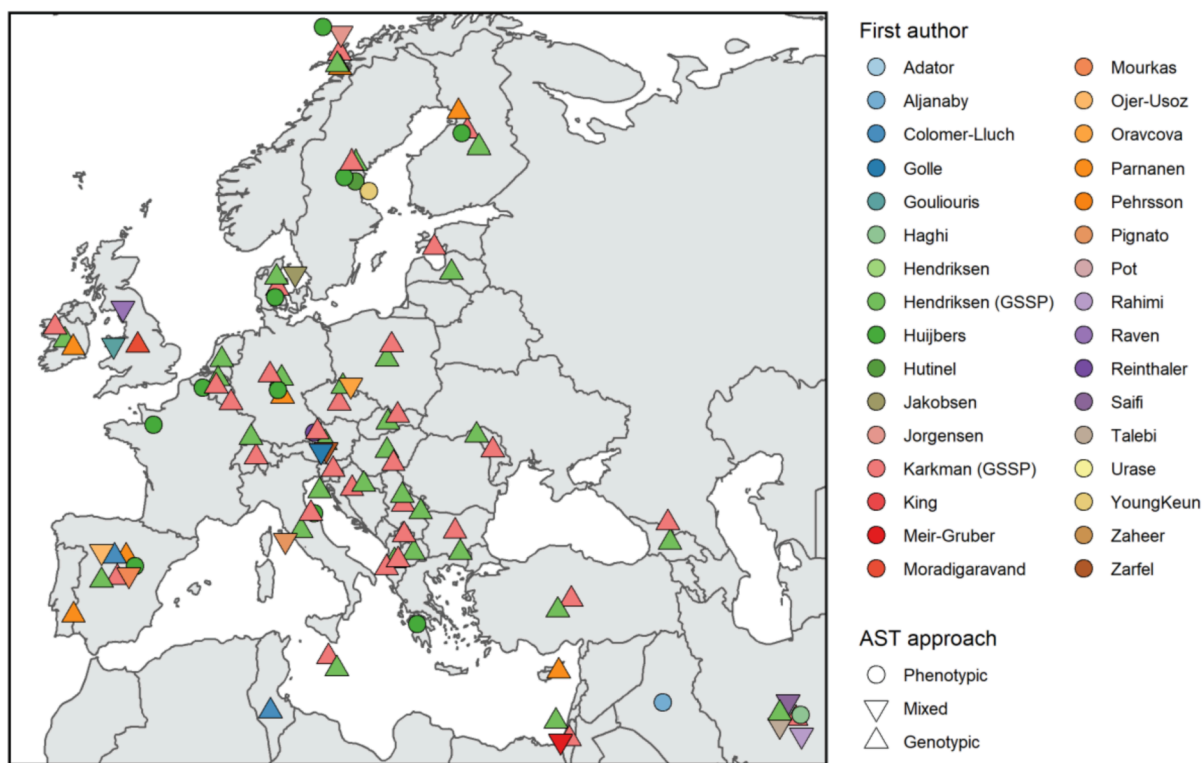 First author
Adator
Aljanaby
Colomer-Lluch
Golle
Gouliouris
Haghi
Hendriksen
Hendriksen (GSSP)
Huijbers
Hutinel
Jakobsen
Jorgensen
Karkman (GSSP)
King
Meir-Gruber
Moradigaravand
Mourkas
Ojer-Usoz
Oravcova
Parnanen
Pehrsson
Pignato
Pot
Rahimi
Raven
Reinthaler
Saifi
Talebi
Urase
YoungKeun
Zaheer
Zarfel
AST approach
Phenotypic
Mixed
Genotypic